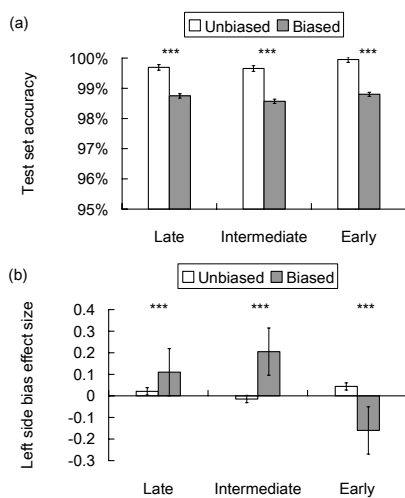 (a)
Unbiased Biased
*** *** ***
100%
99%
98%
97%
96%
95%
Test set accuracy
Late Intermediate Early
(b)
Unbiased Biased
*** *** ***
0.4
0.3
0.2
0.1
0
-0.1
-0.2
-0.3
Left side bias effect size
Late Intermediate Early